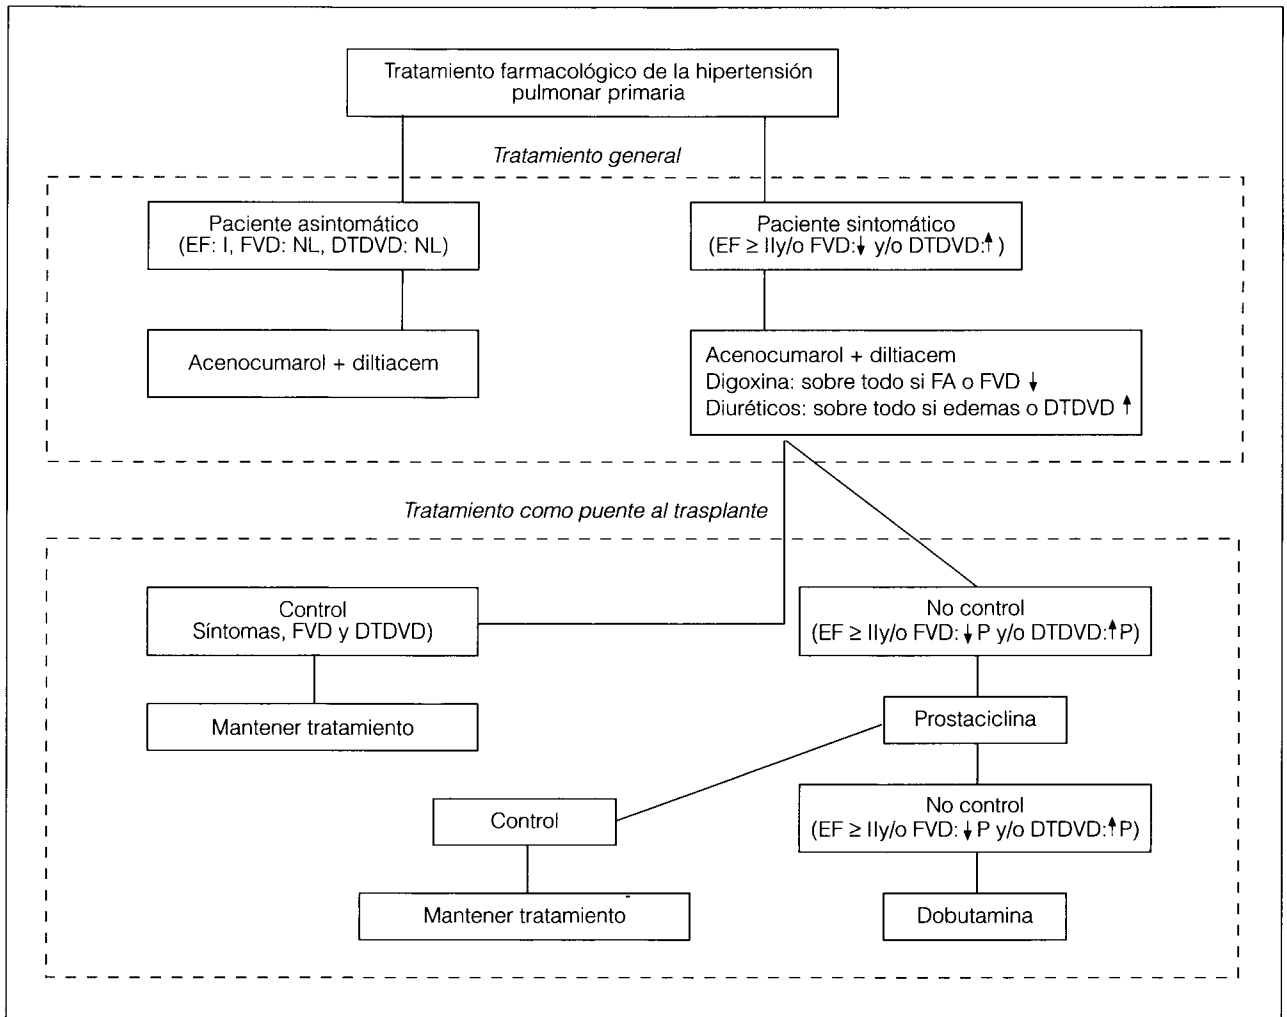 Tratamiento farmacológico de la hipertensión
pulmonar primaria
Tratamiento general
Paciente asintomático
(EF: I, FVD: NL, DTDVD: NL)
Paciente sintomático
(EF ≥ IIy/o FVD:↓ y/o DTDVD:↑)
Acenocumarol + diltiacem
Acenocumarol + diltiacem
Digoxina: sobre todo si FA o FVD ↓
Diuréticos: sobre todo si edemas o DTDVD ↑
Tratamiento como puente al trasplante
Control
Síntomas, FVD y DTDVD)
No control
(EF ≥ IIy/o FVD:↓P y/o DTDVD:↑P)
Mantener tratamiento
Prostaciclina
Control
No control
(EF ≥ IIy/o FVD:↓P y/o DTDVD:↑P)
Mantener tratamiento
Dobutamina